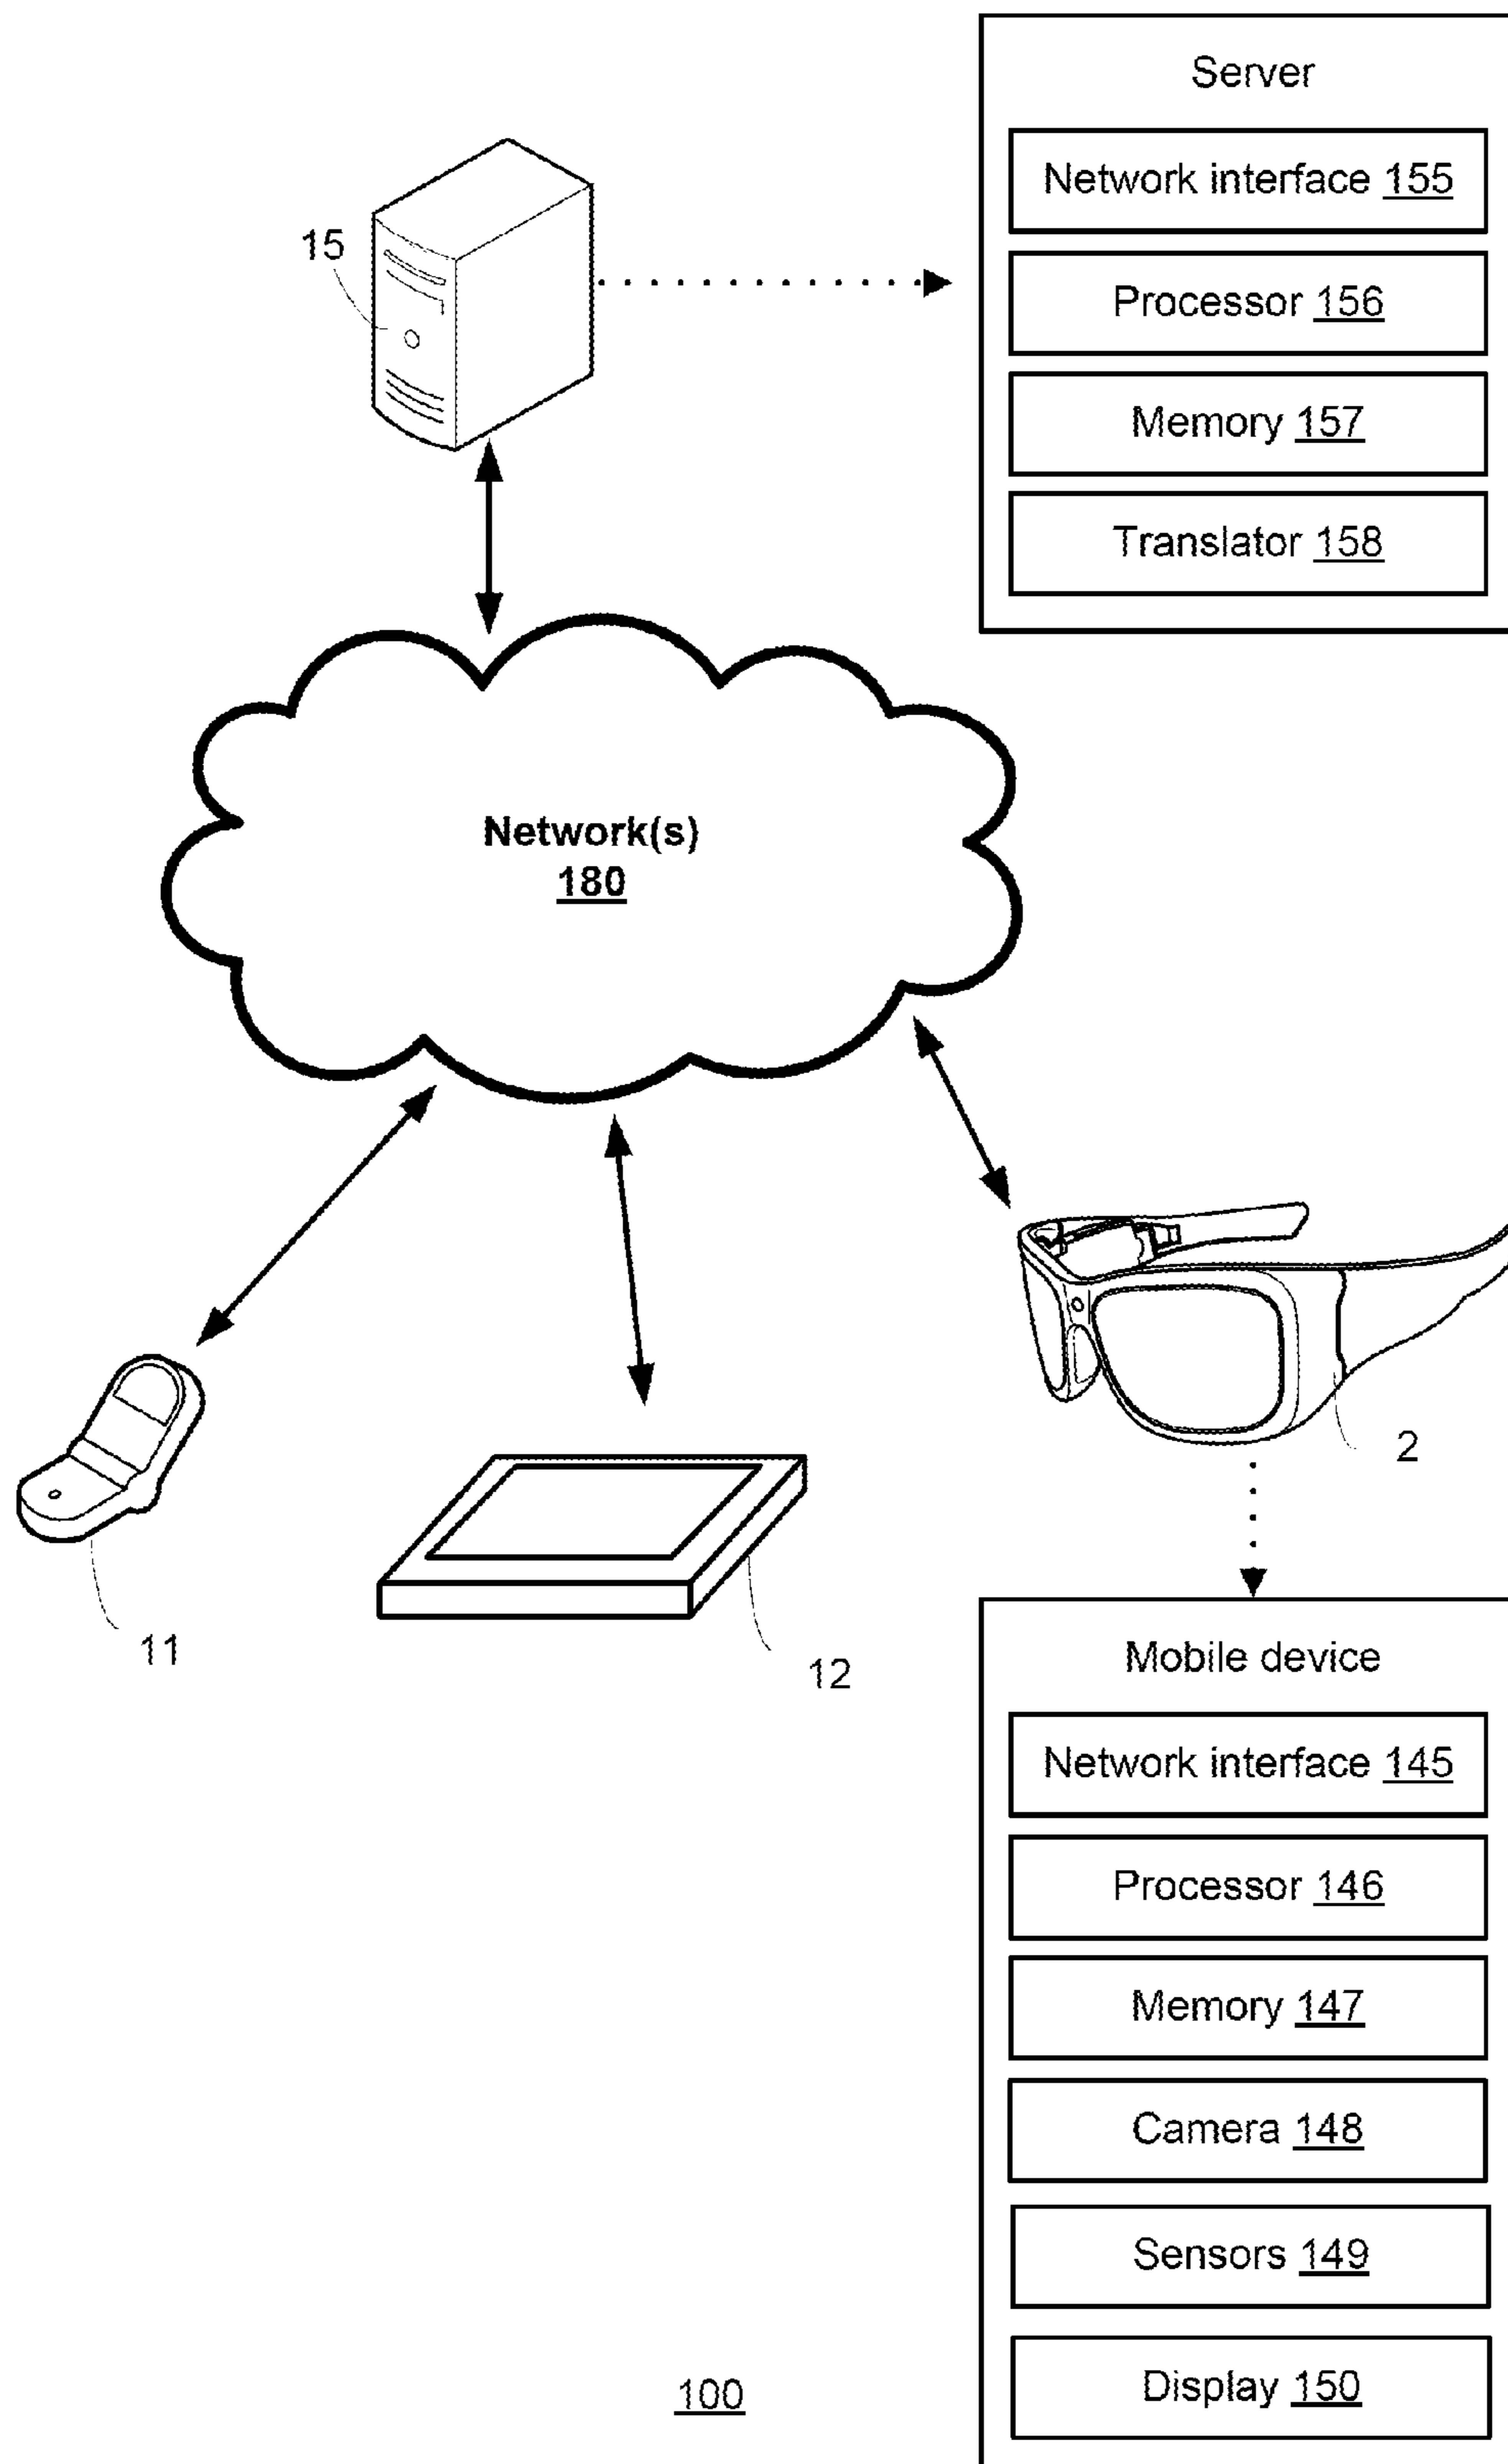 Server
Network interface 155
15
Processor 156
Memory 157
Translator 158
Network(s)
180
2
11
12
Mobile device
Network interface 145
Processor 146
Memory 147
Camera 148
Sensors 149
Display 150
100